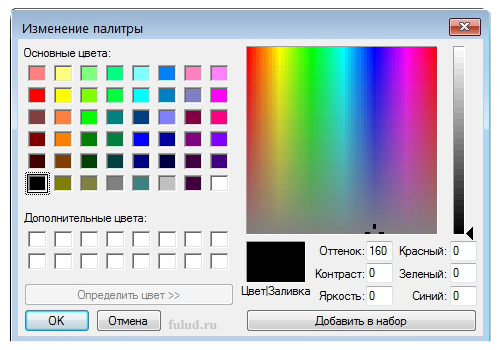 Изменение палитры
Основные цвета:
Дополнительные цвета:
Определить цвет >>
OK
Отмена
fulud.ru
Цвет|Заливка
Оттенок: 160
Красный: 0
Контраст: 0
Зеленый: 0
Яркость: 0
Синий: 0
Добавить в набор